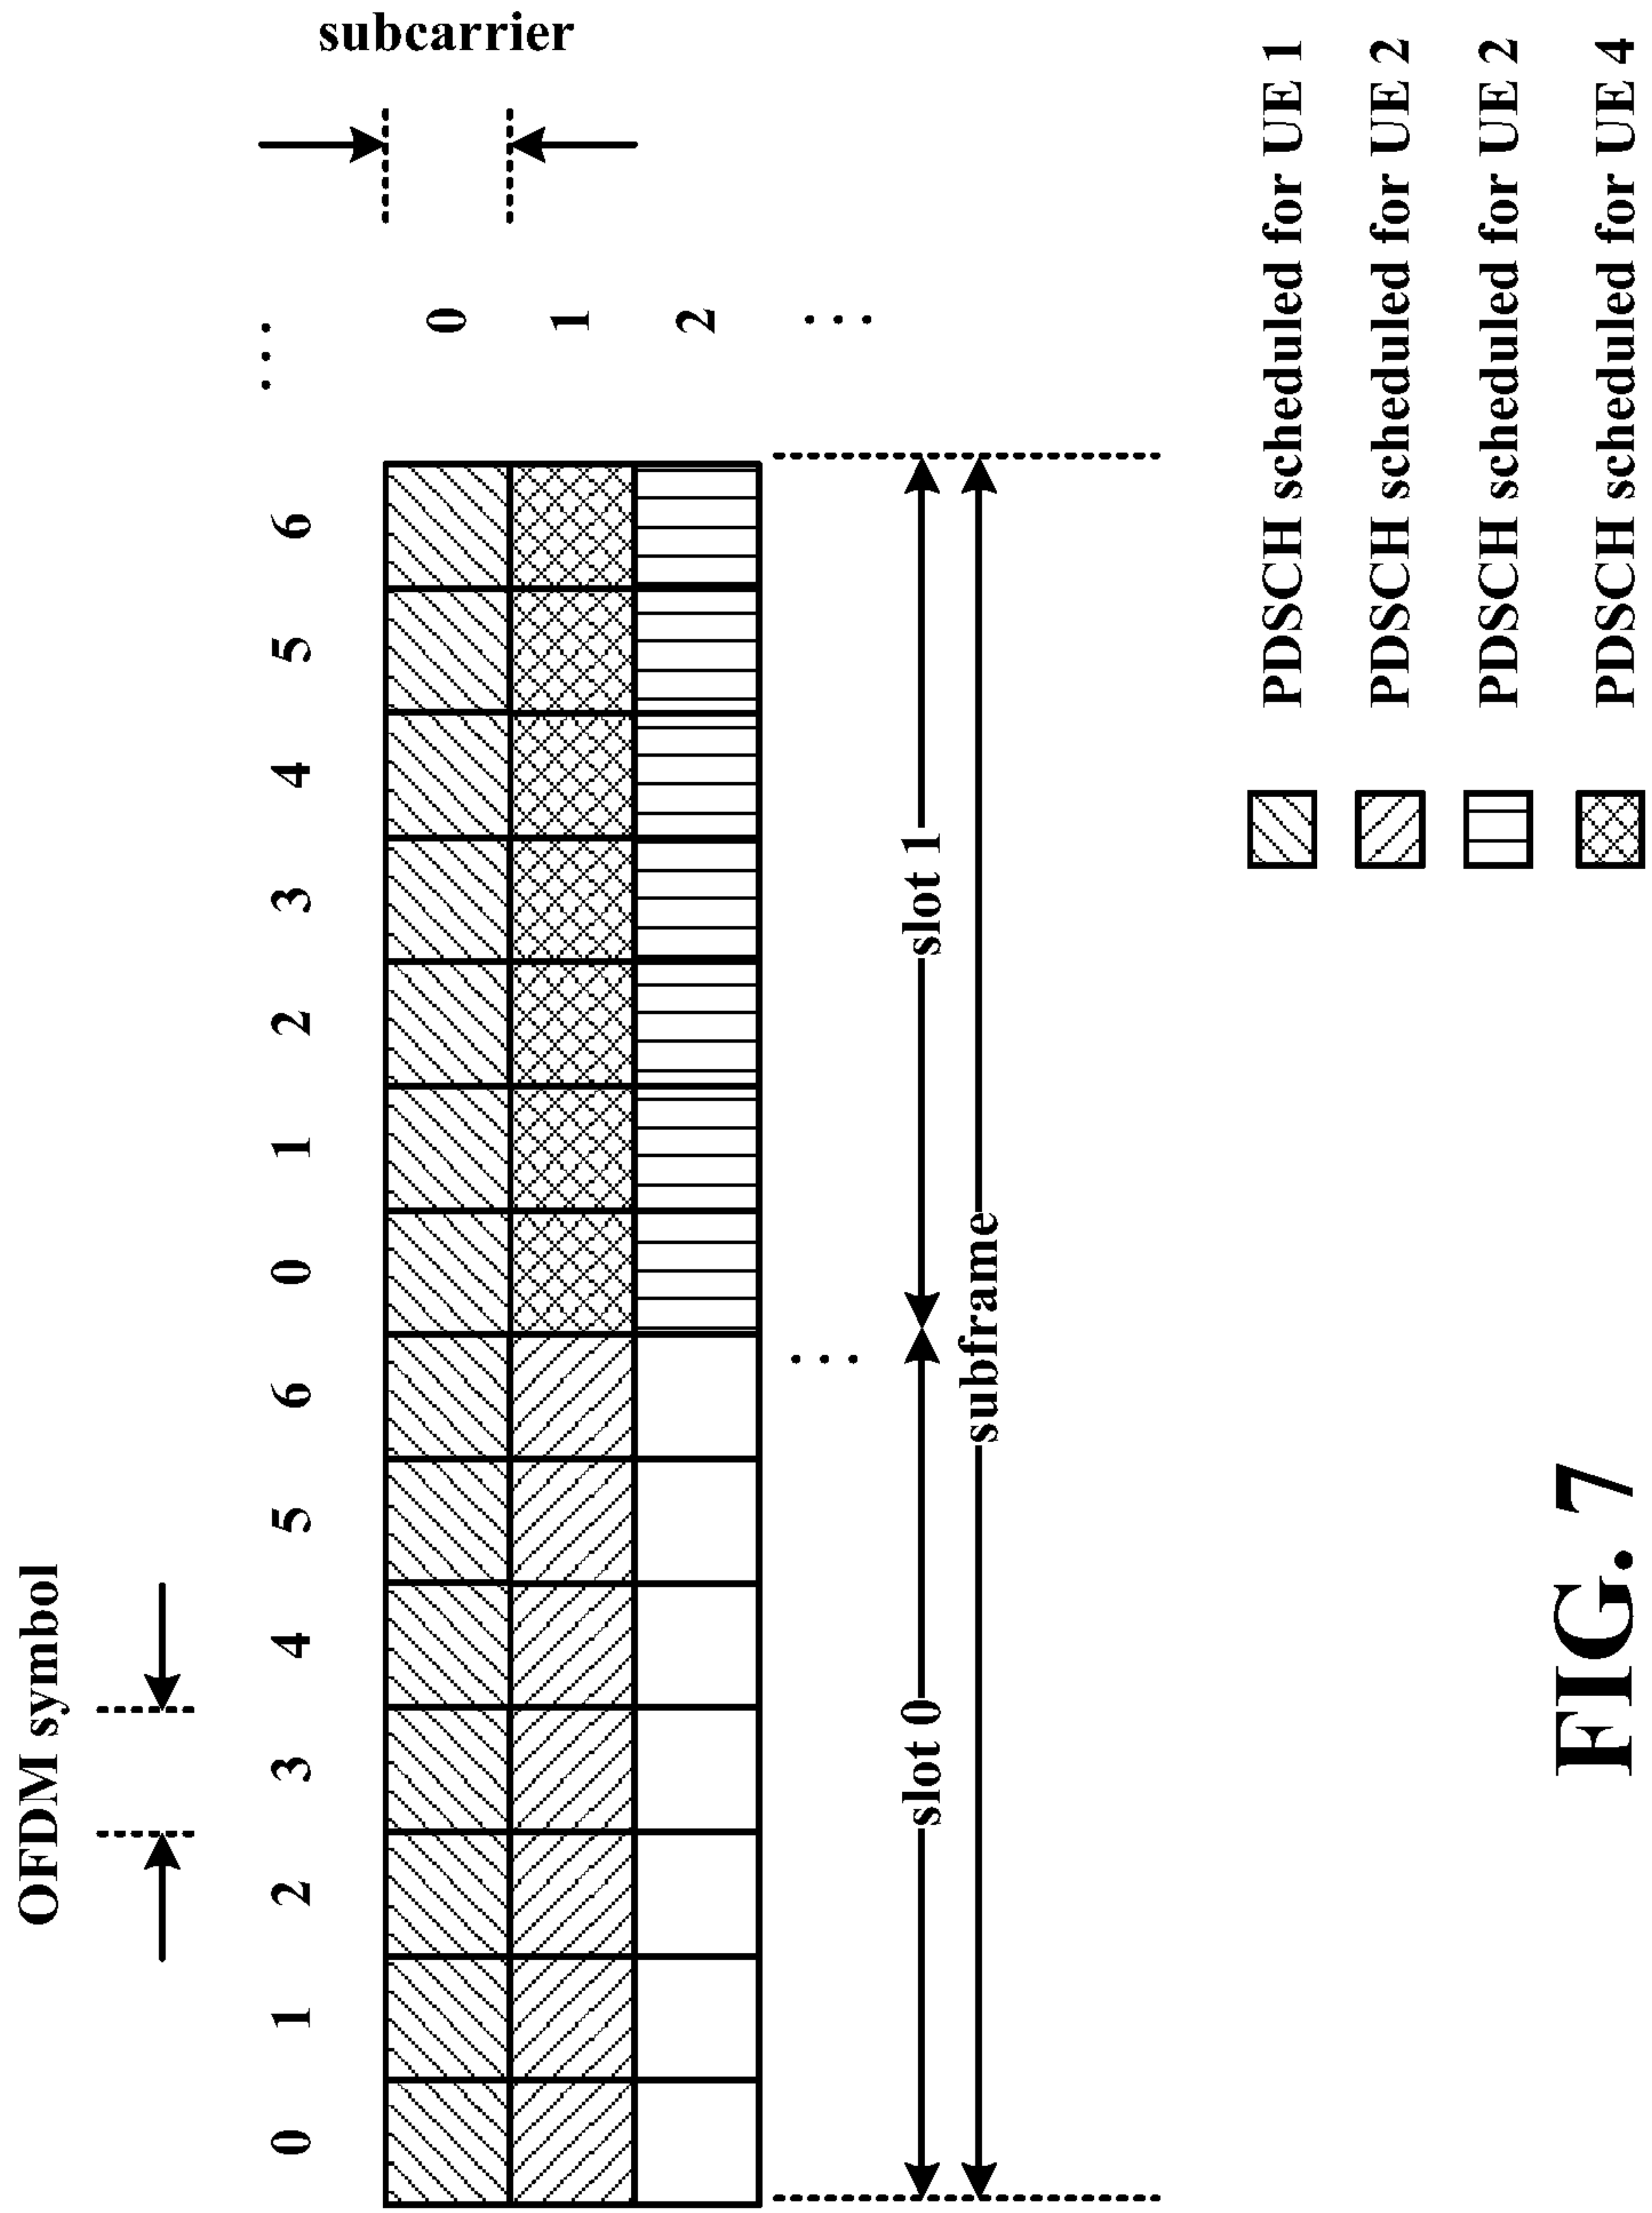 OFDM symbol
subcarrier
0 1 2 3 4 5 6 0 1 2 3 4 5 6
...
0
1
2
...
...
slot 0
slot 1
subframe
PDSCH scheduled for UE 1
PDSCH scheduled for UE 2
PDSCH scheduled for UE 2
PDSCH scheduled for UE 4
FIG. 7